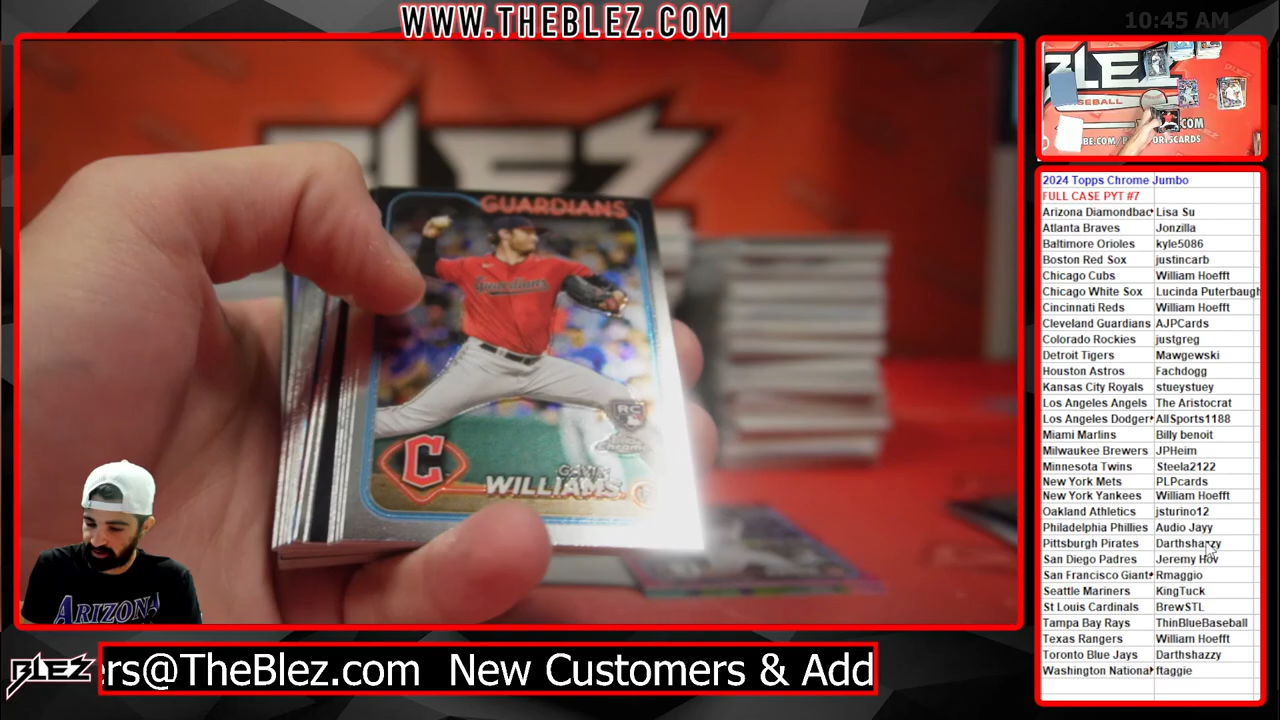 WWW.THEBLEZ.COM
10:45 AM
BLEZ
GUARDIANS
Guardians
RC
Chrome
C
GAVIN
WILLIAMS
ARIZONA
BLEZ
ers@TheBlez.com New Customers & Add
BLEZ
BASEBALL
2024 Topps Chrome Jumbo
FULL CASE PYT #7
Arizona Diamondbac Lisa Su
Atlanta Braves Jonzilla
Baltimore Orioles kyle5086
Boston Red Sox justincarb
Chicago Cubs William Hoefft
Chicago White Sox Lucinda Puterbaugh
Cincinnati Reds William Hoefft
Cleveland Guardians AJPCards
Colorado Rockies justgreg
Detroit Tigers Mawgewski
Houston Astros Fachdogg
Kansas City Royals stueystuey
Los Angeles Angels The Aristocrat
Los Angeles Dodger AllSports1188
Miami Marlins Billy benoit
Milwaukee Brewers JPHeim
Minnesota Twins Steela2122
New York Mets PLPcards
New York Yankees William Hoefft
Oakland Athletics jsturino12
Philadelphia Phillies Audio Jayy
Pittsburgh Pirates Darthshazzy
San Diego Padres Jeremy Hov
San Francisco Giant Rmaggio
Seattle Mariners KingTuck
St Louis Cardinals BrewSTL
Tampa Bay Rays ThinBlueBaseball
Texas Rangers William Hoefft
Toronto Blue Jays Darthshazzy
Washington National ftaggie